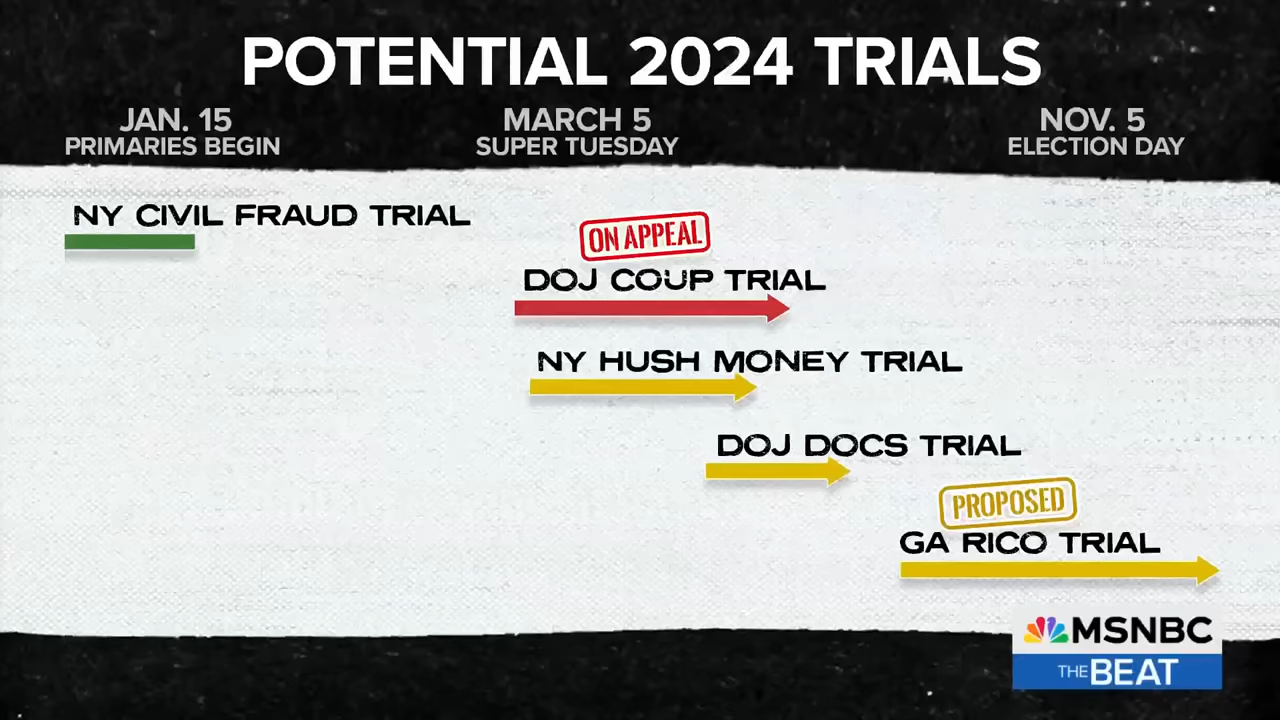 POTENTIAL 2024 TRIALS
JAN. 15
PRIMARIES BEGIN
MARCH 5
SUPER TUESDAY
NOV. 5
ELECTION DAY
NY CIVIL FRAUD TRIAL
ON APPEAL
DOJ COUP TRIAL
NY HUSH MONEY TRIAL
DOJ DOCS TRIAL
PROPOSED
GA RICO TRIAL
MSNBC
THE BEAT